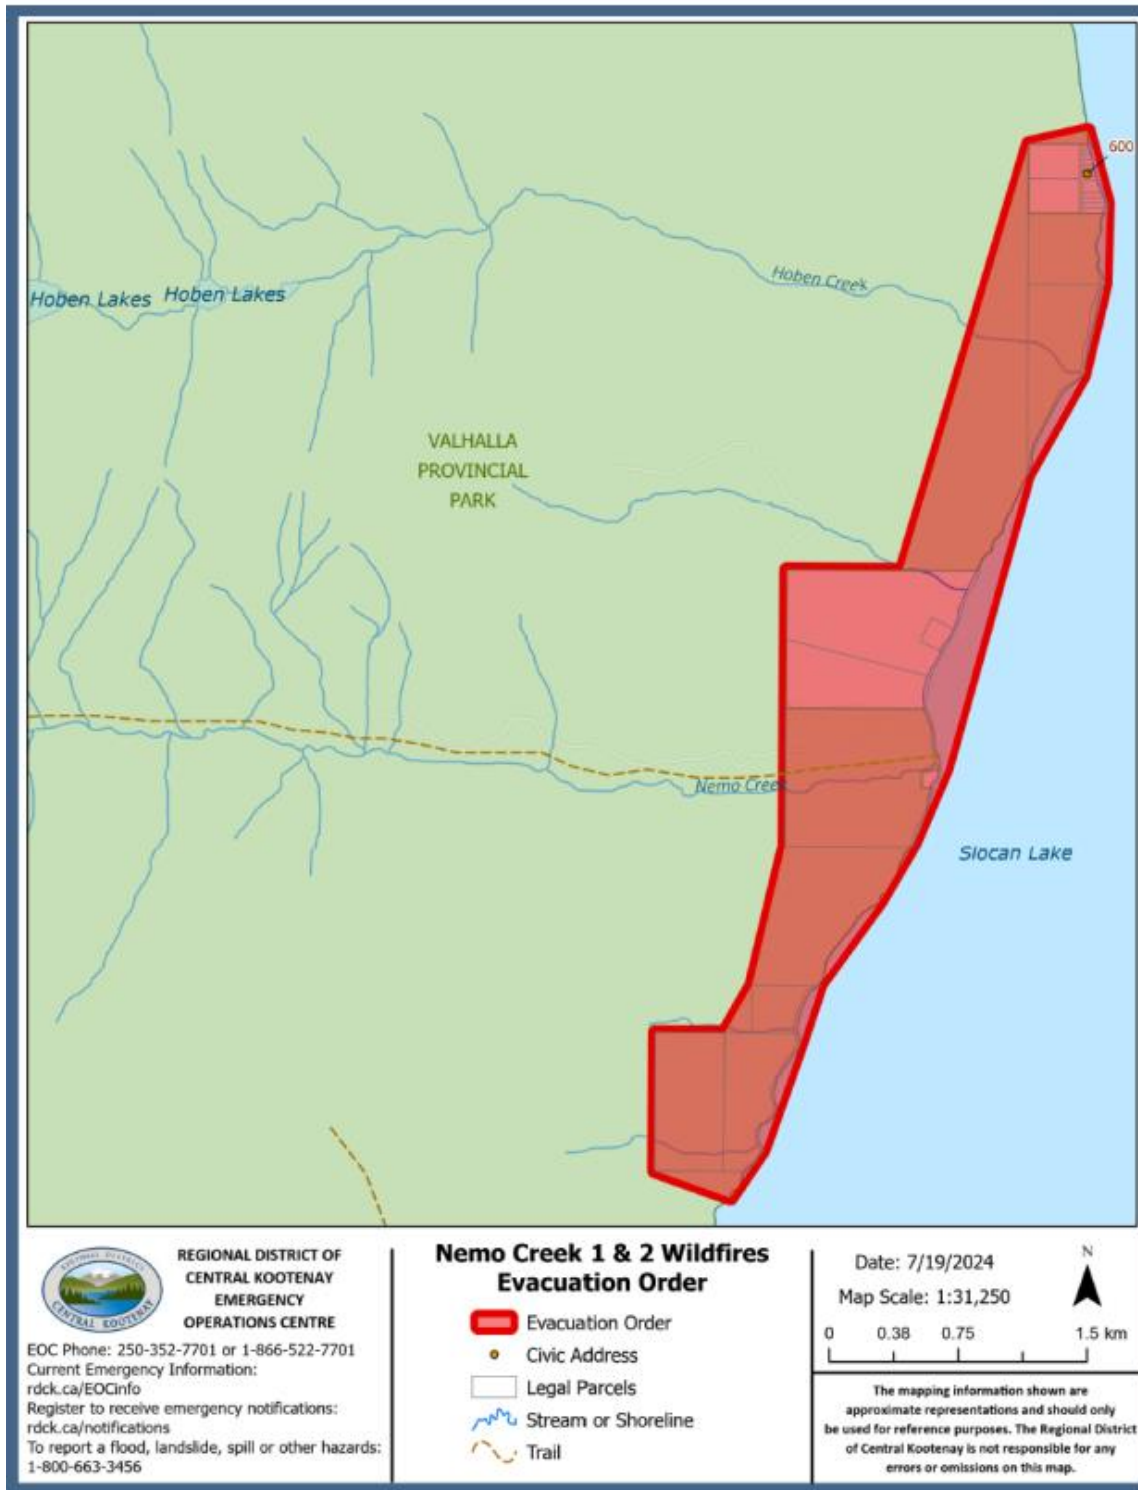 600
Hoben Creek
Hoben Lakes
Hoben Lakes
VALHALLA
PROVINCIAL
PARK
Nemo Creek
Slocan Lake
REGIONAL DISTRICT
CENTRAL KOOTENAY
REGIONAL DISTRICT OF
CENTRAL KOOTENAY
EMERGENCY
OPERATIONS CENTRE
EOC Phone: 250-352-7701 or 1-866-522-7701
Current Emergency Information:
rdck.ca/EOCinfo
Register to receive emergency notifications:
rdck.ca/notifications
To report a flood, landslide, spill or other hazards:
1-800-663-3456
Nemo Creek 1 & 2 Wildfires
Evacuation Order
Evacuation Order
Civic Address
Legal Parcels
Stream or Shoreline
Trail
Date: 7/19/2024
Map Scale: 1:31,250
N
0 0.38 0.75 1.5 km
The mapping information shown are
approximate representations and should only
be used for reference purposes. The Regional District
of Central Kootenay is not responsible for any
errors or omissions on this map.